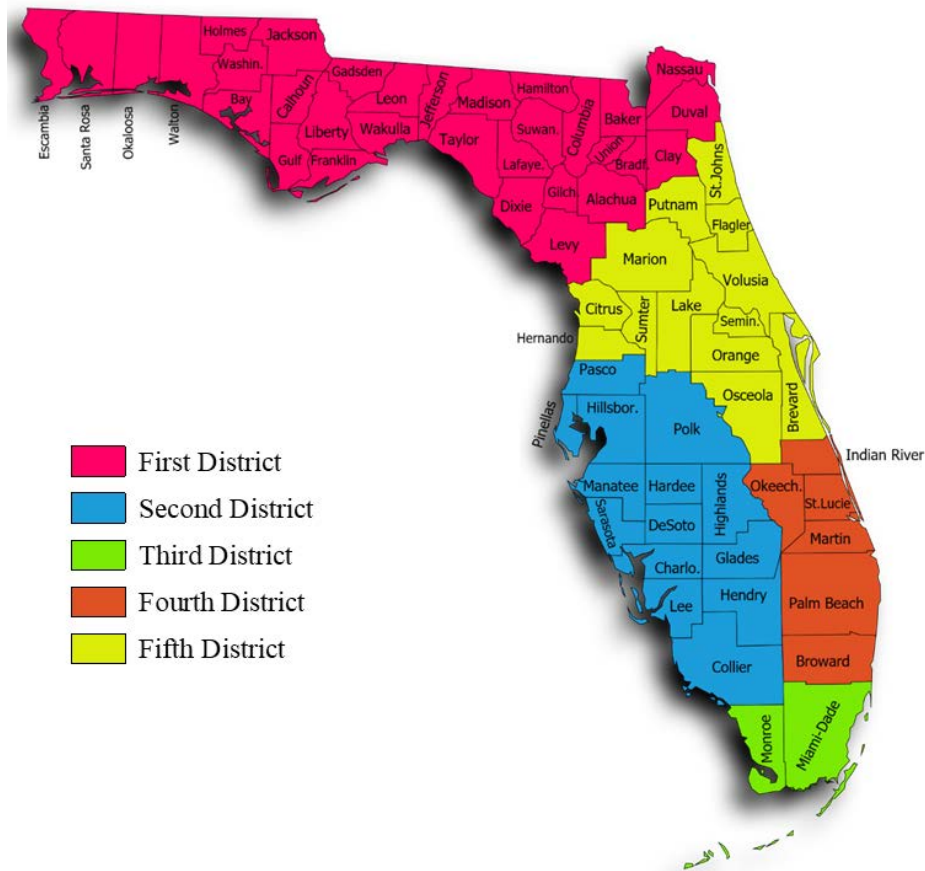 Holmes
Jackson
Washin.
Bay
Calhoun
Gadsden
Liberty
Leon
Gulf
Franklin
Wakulla
Jefferson
Madison
Taylor
Hamilton
Suwan.
Lafaye.
Columbia
Dixie
Gilch.
Levy
Baker
Union
Bradf.
Alachua
Nassau
Duval
Clay
St.Johns
Putnam
Flagler
Escambia
Santa Rosa
Okaloosa
Walton
Marion
Volusia
Citrus
Sumter
Lake
Semin.
Hernando
Orange
Pasco
Osceola
Brevard
Pinellas
Hillsbor.
Polk
Indian River
Manatee
Hardee
Highlands
Okeech.
St.Lucie
Sarasota
DeSoto
Martin
Charlo.
Glades
Lee
Hendry
Palm Beach
Collier
Broward
Monroe
Miami-Dade
First District
Second District
Third District
Fourth District
Fifth District